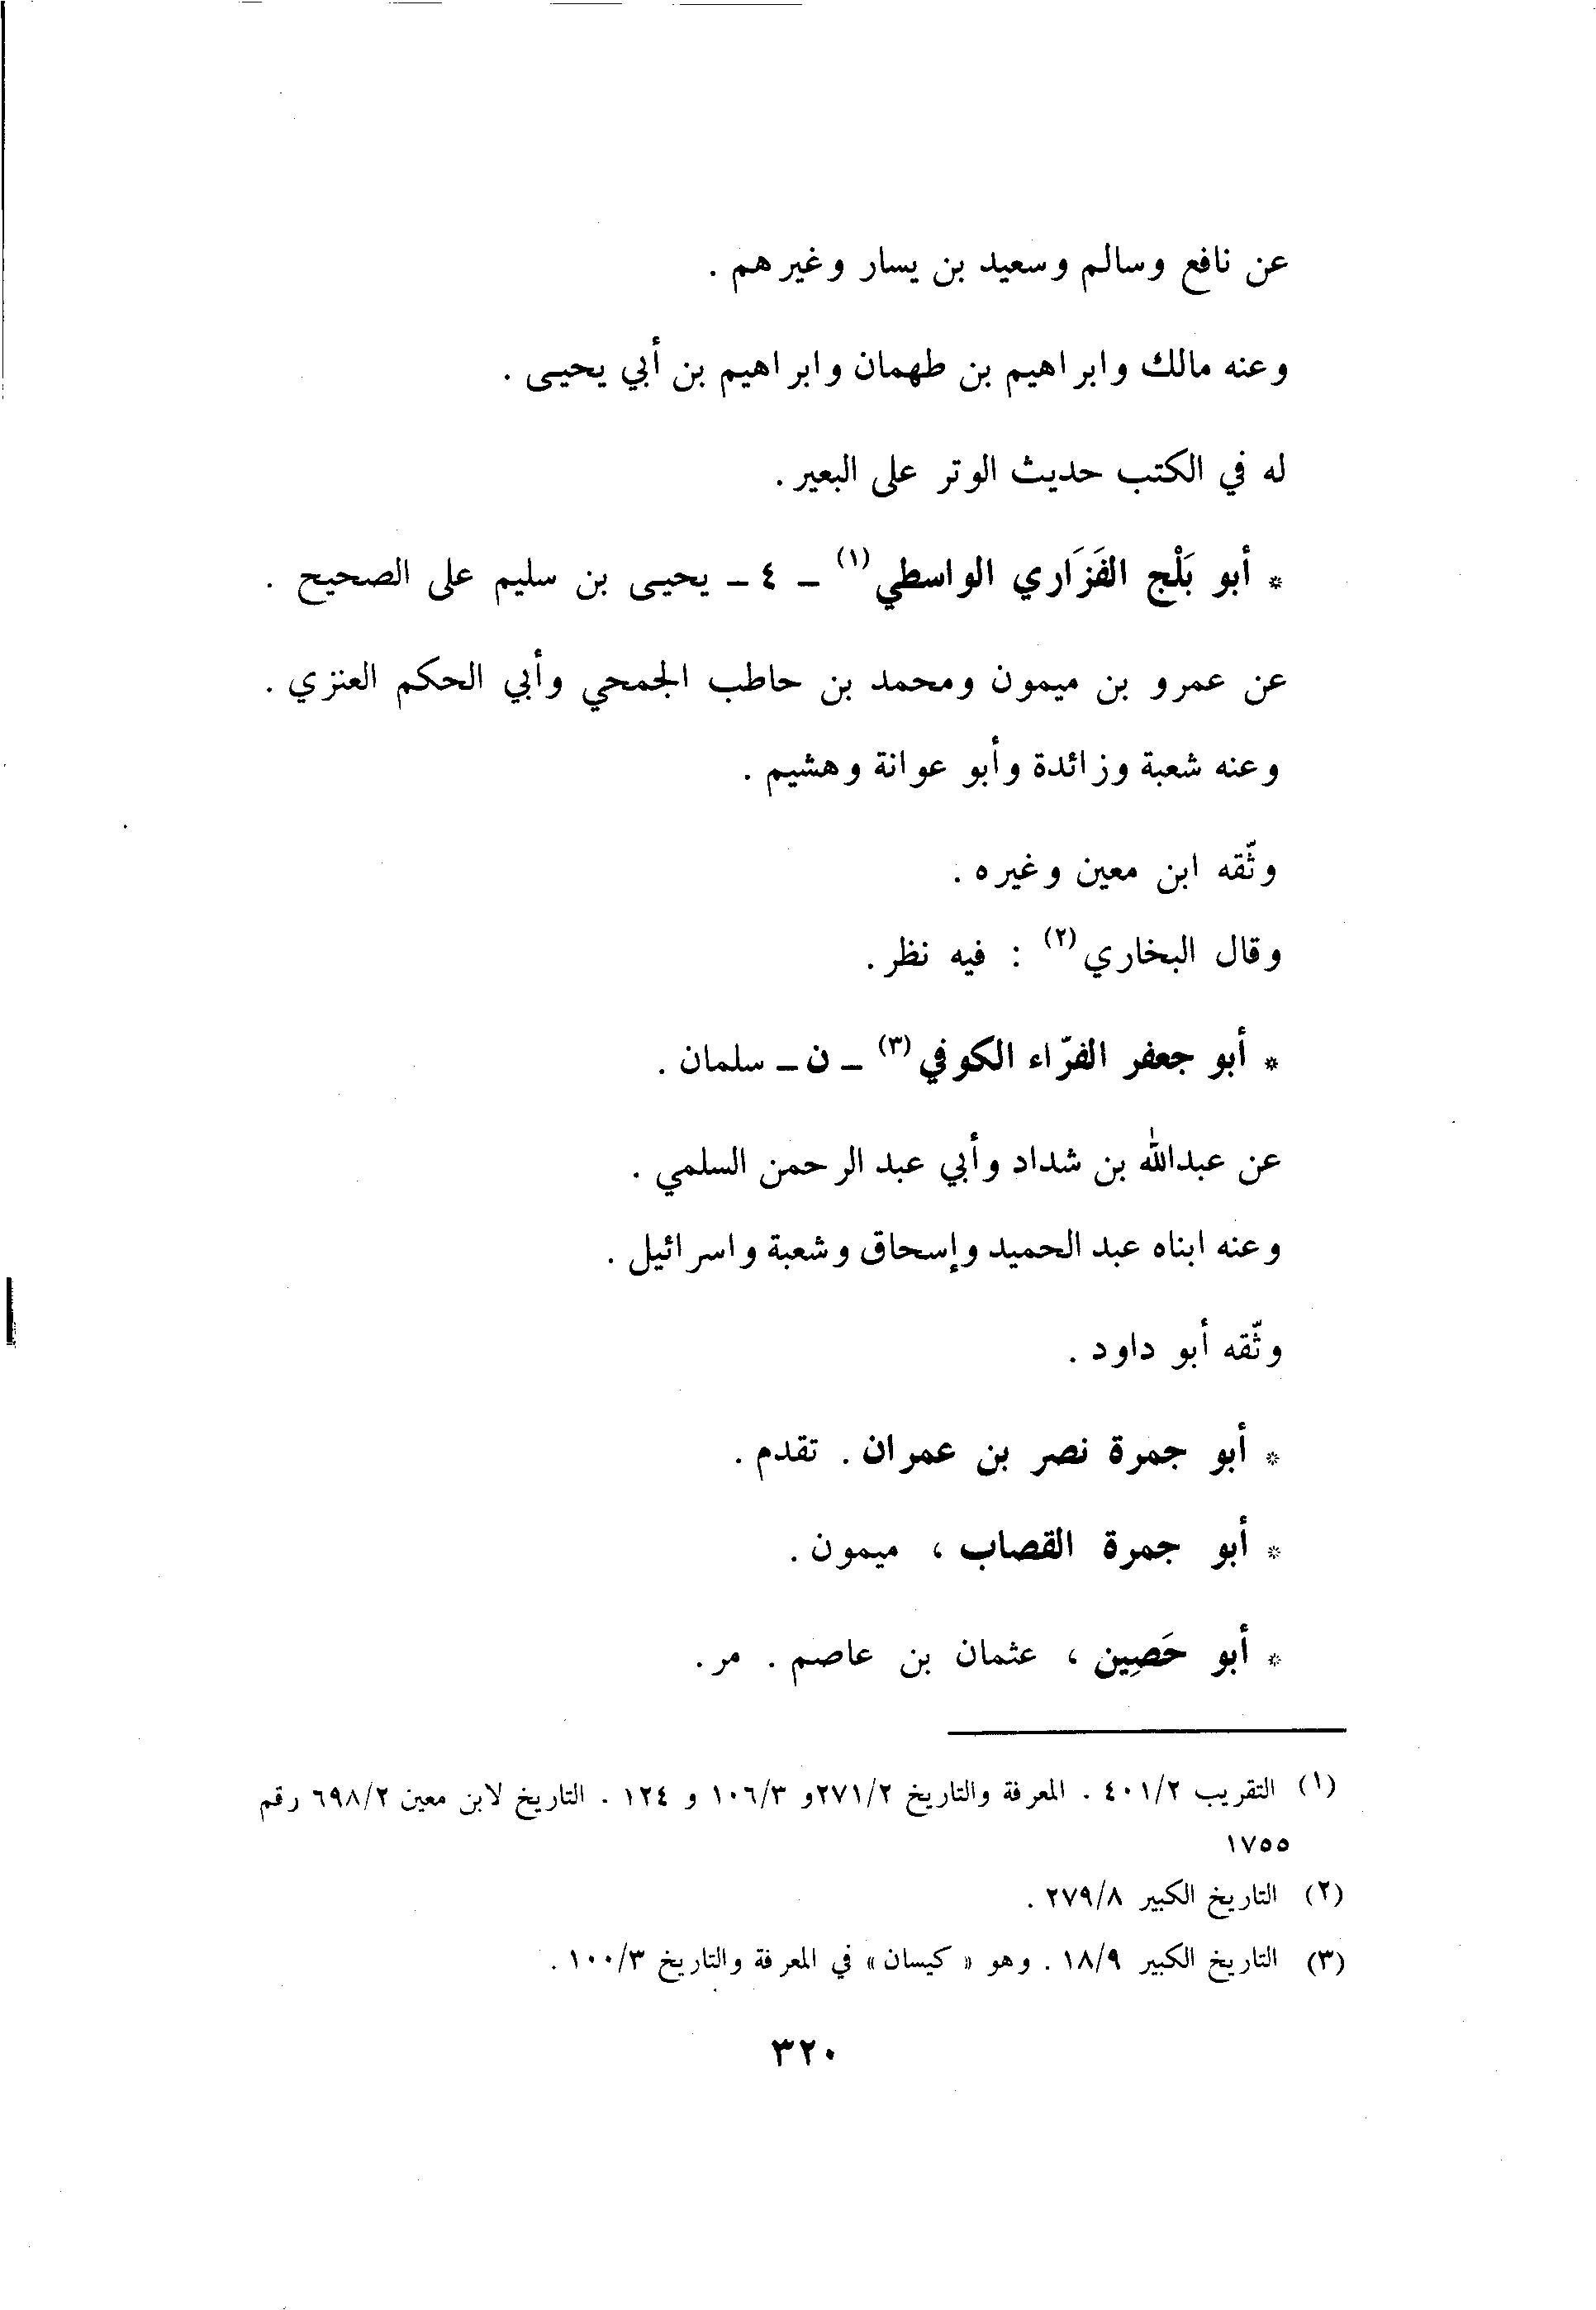 عن نافع وسالم وسعيد بن يسار وغيرهم .
وعنه مالك وابراهيم بن طهمان وابراهيم بن أبي يحيى .
له في الكتب حديث الوتر على البعير .
* أبو بَلْج الفَزَاري الواسطي (١) - ٤ - يحيى بن سليم على الصحيح .
عن عمرو بن ميمون ومحمد بن حاطب الجمحي وأبي الحكم العنزي .
وعنه شعبة وزائدة وأبو عوانة وهشيم .
وثّقه ابن معين وغيره .
وقال البخاري (٢) : فيه نظر .
* أبو جعفر الفرّاء الكوفي (٣) - ن - سلمان .
عن عبدالله بن شداد وأبي عبد الرحمن السلمي .
وعنه ابناه عبد الحميد وإسحاق وشعبة واسرائيل .
وثّقه أبو داود .
* أبو جمرة نصر بن عمران . تقدم .
* أبو جمرة القصاب ، ميمون .
* أبو حَصِين ، عثمان بن عاصم . مر .
(١) التقريب ٤٠١/٢ . المعرفة والتاريخ ٢٧١/٢ و ١٠٦/٣ و ١٢٤ . التاريخ لابن معين ٦٩٨/٢ رقم
١٧٥٥
(٢) التاريخ الكبير ٢٧٩/٨ .
(٣) التاريخ الكبير ١٨/٩ . وهو « كيسان » في المعرفة والتاريخ ١٠٠/٣ .
٣٢٠